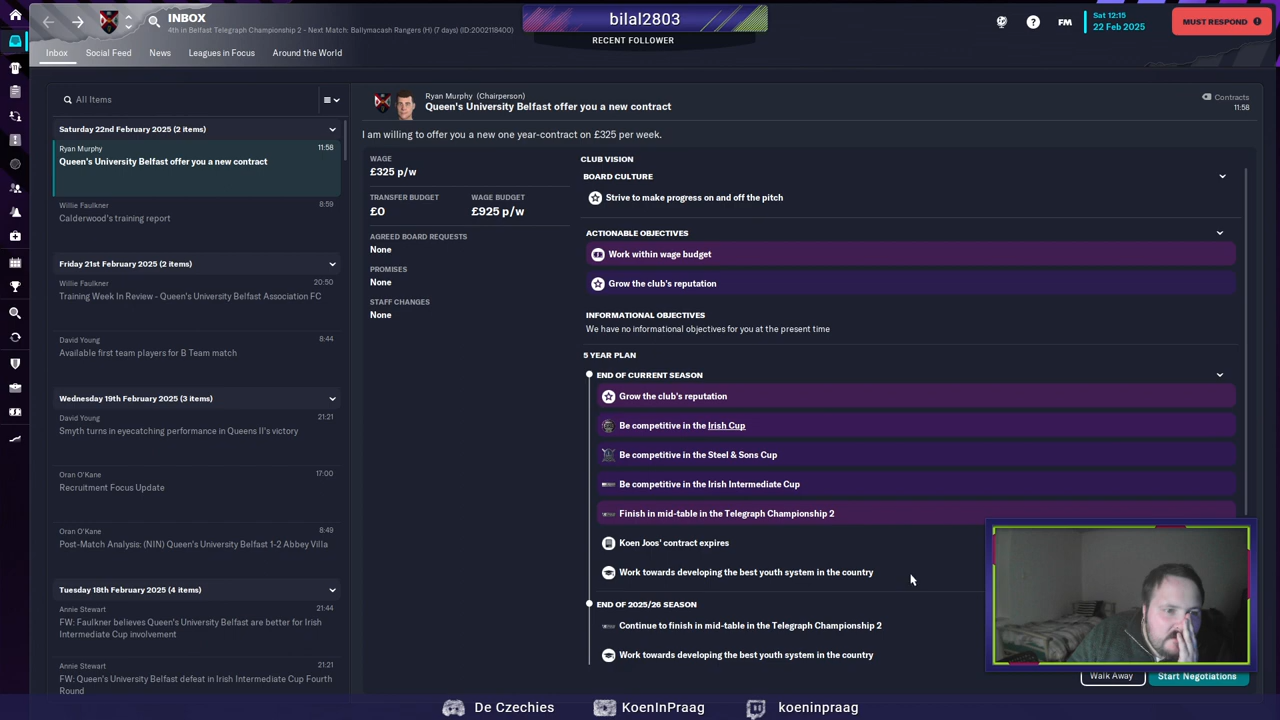 INBOX
4th in Belfast Telegraph Championship 2 - Next Match: Ballymacash Rangers (H) (7 days) (ID:2002118400)
bilal2803
RECENT FOLLOWER
FM
Sat 12:15
22 Feb 2025
MUST RESPOND
Inbox
Social Feed
News
Leagues in Focus
Around the World
All Items
Saturday 22nd February 2025 (2 items)
Ryan Murphy
11:58
Queen's University Belfast offer you a new contract
Willie Faulkner
8:59
Calderwood's training report
Friday 21st February 2025 (2 items)
Willie Faulkner
20:50
Training Week In Review - Queen's University Belfast Association FC
David Young
8:44
Available first team players for B Team match
Wednesday 19th February 2025 (3 items)
David Young
21:21
Smyth turns in eyecatching performance in Queens II's victory
Oran O'Kane
17:00
Recruitment Focus Update
Oran O'Kane
8:49
Post-Match Analysis: (NIN) Queen's University Belfast 1-2 Abbey Villa
Tuesday 18th February 2025 (4 items)
Annie Stewart
21:44
FW: Faulkner believes Queen's University Belfast are better for Irish
Intermediate Cup involvement
Annie Stewart
21:21
FW: Queen's University Belfast defeat in Irish Intermediate Cup Fourth
Round
Ryan Murphy (Chairperson)
Queen's University Belfast offer you a new contract
Contracts
11:58
I am willing to offer you a new one year-contract on £325 per week.
WAGE
£325 p/w
TRANSFER BUDGET
£0
WAGE BUDGET
£925 p/w
AGREED BOARD REQUESTS
None
PROMISES
None
STAFF CHANGES
None
CLUB VISION
BOARD CULTURE
Strive to make progress on and off the pitch
ACTIONABLE OBJECTIVES
Work within wage budget
Grow the club's reputation
INFORMATIONAL OBJECTIVES
We have no informational objectives for you at the present time
5 YEAR PLAN
END OF CURRENT SEASON
Grow the club's reputation
Be competitive in the Irish Cup
Be competitive in the Steel & Sons Cup
Be competitive in the Irish Intermediate Cup
Finish in mid-table in the Telegraph Championship 2
Koen Joos' contract expires
Work towards developing the best youth system in the country
END OF 2025/26 SEASON
Continue to finish in mid-table in the Telegraph Championship 2
Work towards developing the best youth system in the country
Walk Away
Start Negotiations
De Czechies
KoenInPraag
koeninpraag